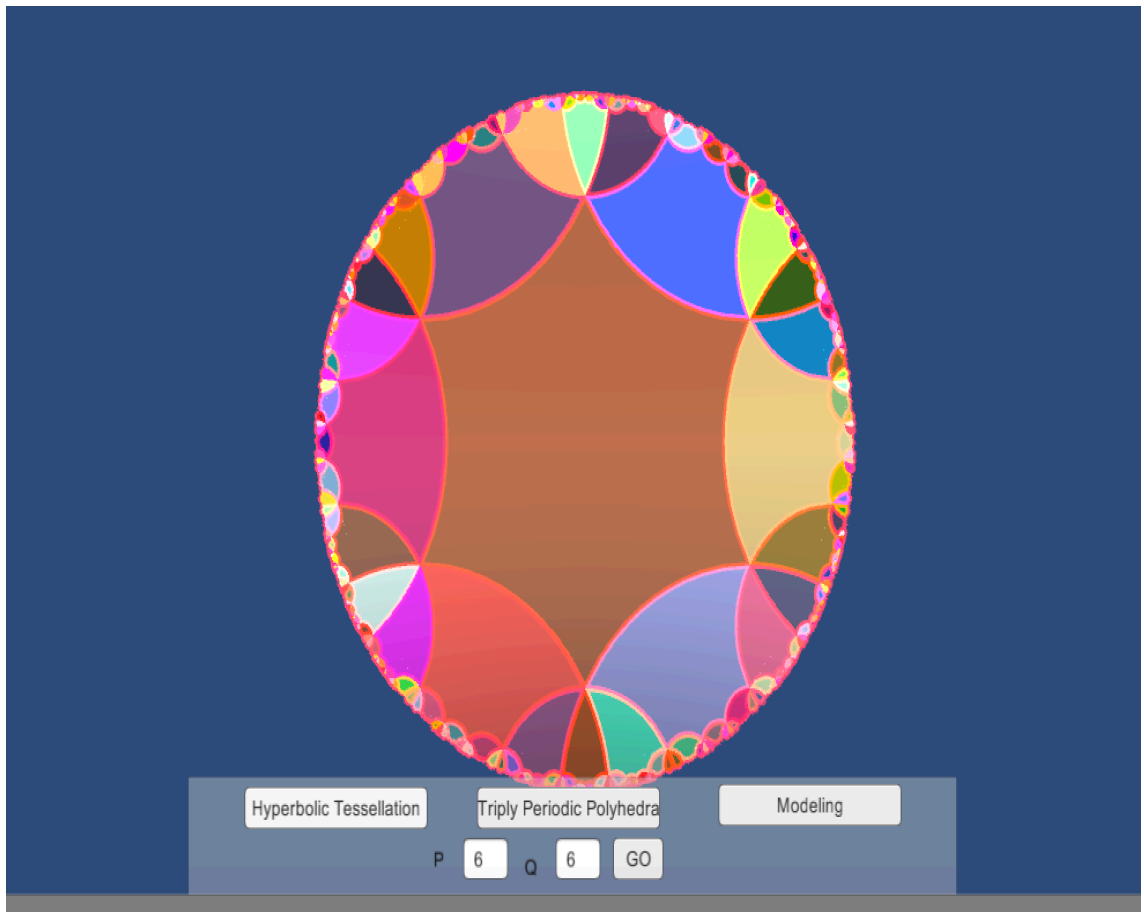 Hyperbolic Tessellation
Triply Periodic Polyhedra
Modeling
P 6 Q 6 GO